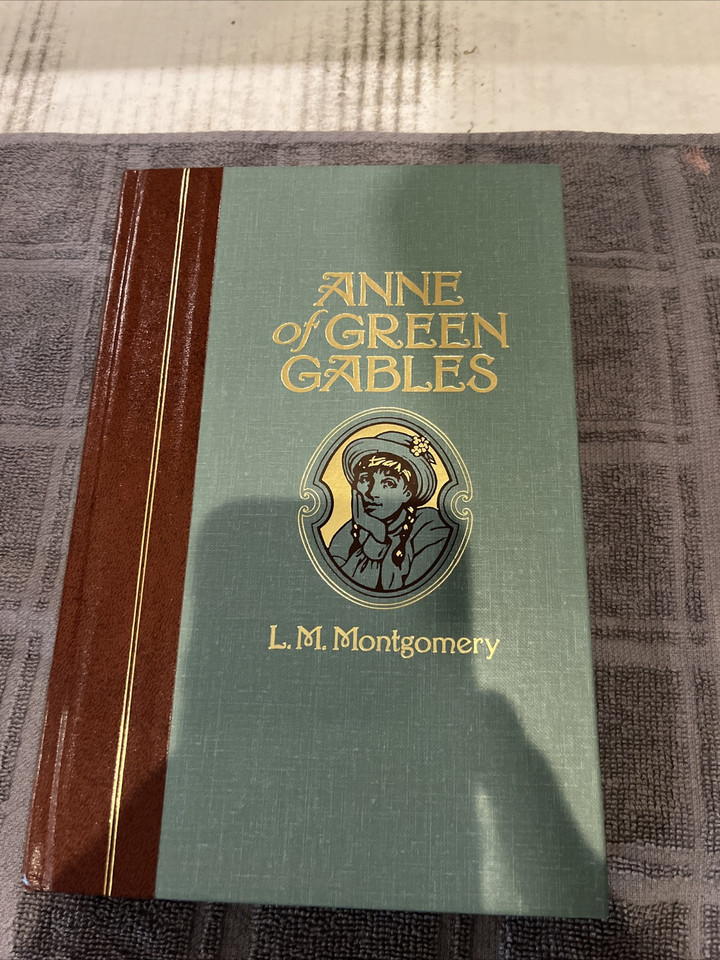 ANNE
of GREEN
GABLES
L. M. Montgomery